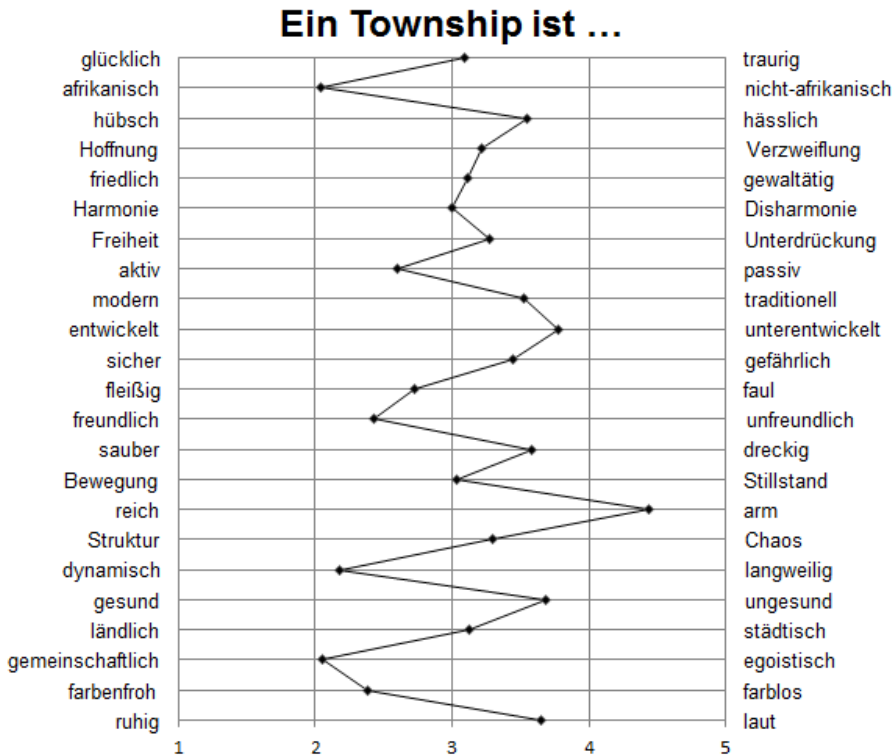 Ein Township ist ...
glücklich traurig
afrikanisch nicht-afrikanisch
hübsch hässlich
Hoffnung Verzweiflung
friedlich gewaltätig
Harmonie Disharmonie
Freiheit Unterdrückung
aktiv passiv
modern traditionell
entwickelt unterentwickelt
sicher gefährlich
fleißig faul
freundlich unfreundlich
sauber dreckig
Bewegung Stillstand
reich arm
Struktur Chaos
dynamisch langweilig
gesund ungesund
ländlich städtisch
gemeinschaftlich egoistisch
farbenfroh farblos
ruhig laut
1 2 3 4 5